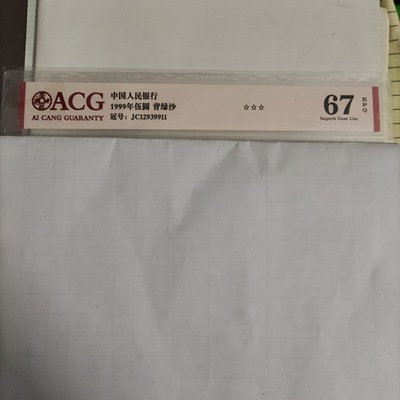 ACG
AI CANG GUARANTY
中国人民银行
1999年伍圆 背绿沙
冠号: JC12939911
☆☆☆
67
EPQ
Superb Gem Unc